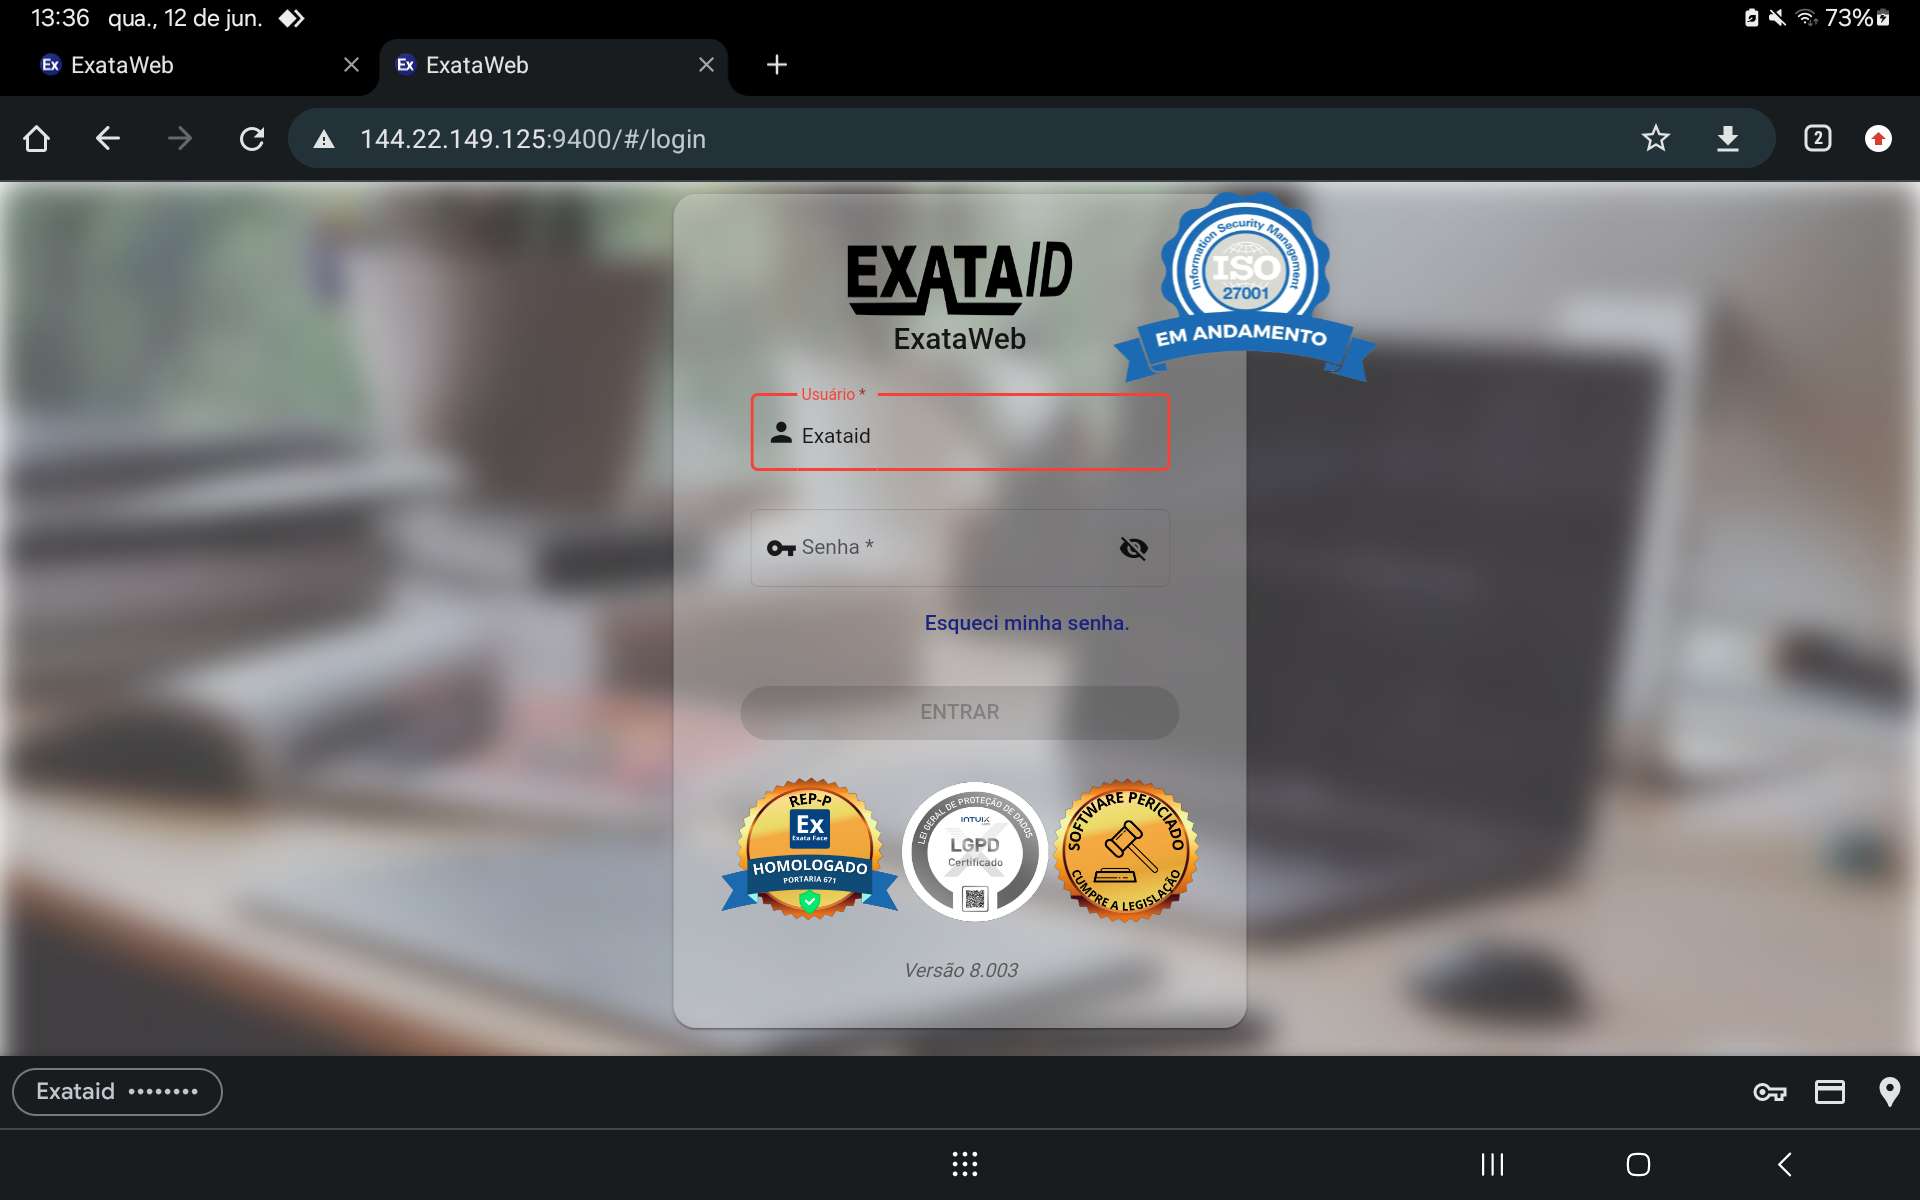 13:36 qua., 12 de jun. 73%
Ex ExataWeb
Ex ExataWeb
144.22.149.125:9400/#/login 2
EXATAID
ExataWeb
Information Security Management
ISO
27001
EM ANDAMENTO
Usuário *
Exataid
Senha *
Esqueci minha senha.
ENTRAR
REP-P
Ex
Exata Face
HOMOLOGADO
PORTARIA 671
LEI GERAL DE PROTEÇÃO DE DADOS
INTUIX
LGPD
Certificado
SOFTWARE PERICIADO
CUMPRE A LEGISLAÇÃO
Versão 8.003
Exataid ••••••••